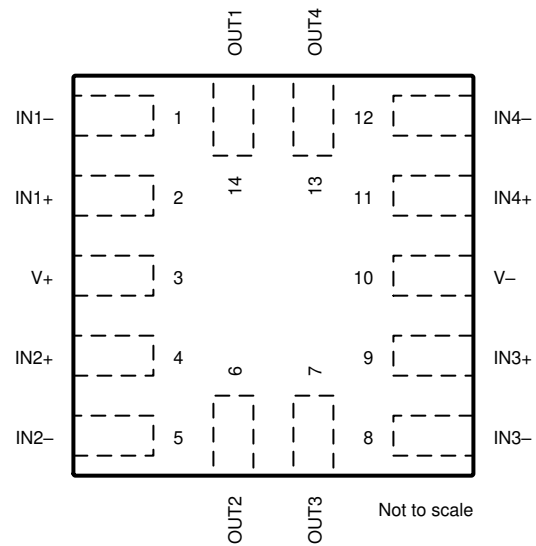 OUT1 OUT4
IN1– 1 12 IN4–
14 13
IN1+ 2 11 IN4+
V+ 3 10 V–
IN2+ 4 6 7 9 IN3+
IN2– 5 8 IN3–
OUT2 OUT3
Not to scale